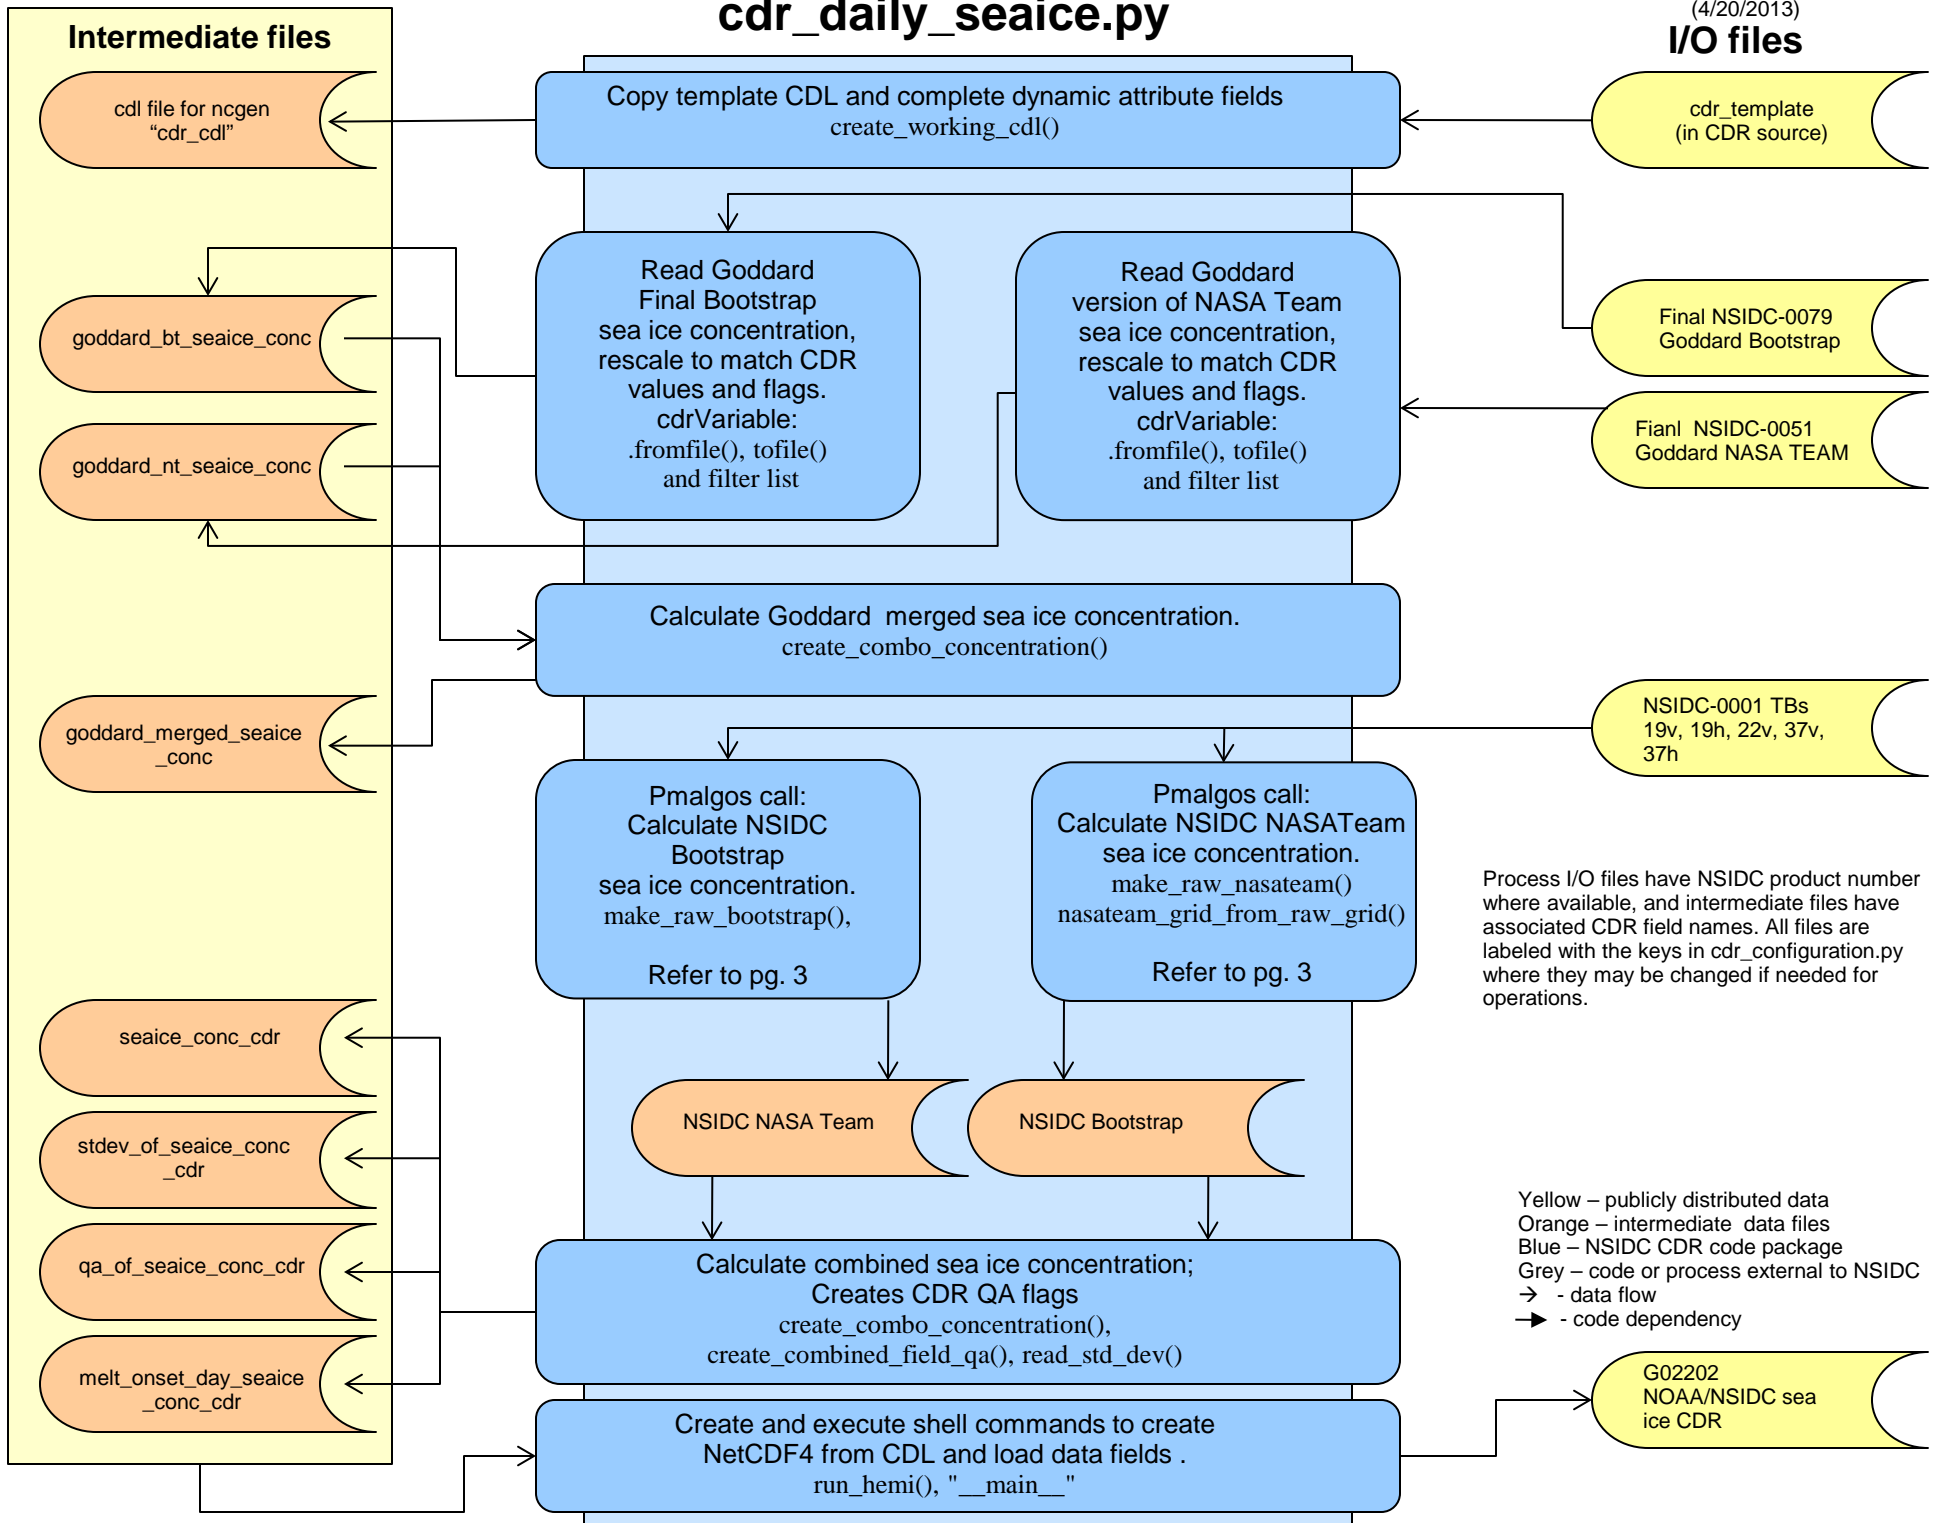 cdr_daily_seaice.py
(4/20/2013)
I/O files
Intermediate files
cdl file for ncgen
“cdr_cdl”
Copy template CDL and complete dynamic attribute fields
create_working_cdl()
cdr_template
(in CDR source)
goddard_bt_seaice_conc
goddard_nt_seaice_conc
Read Goddard
Final Bootstrap
sea ice concentration,
rescale to match CDR
values and flags.
cdrVariable:
.fromfile(), tofile()
and filter list
Read Goddard
version of NASA Team
sea ice concentration,
rescale to match CDR
values and flags.
cdrVariable:
.fromfile(), tofile()
and filter list
Final NSIDC-0079
Goddard Bootstrap
Fianl  NSIDC-0051
Goddard NASA TEAM
Calculate Goddard  merged sea ice concentration.
create_combo_concentration()
goddard_merged_seaice
_conc
NSIDC-0001 TBs
19v, 19h, 22v, 37v,
37h
Pmalgos call:
Calculate NSIDC
Bootstrap
sea ice concentration.
make_raw_bootstrap(),
Refer to pg. 3
Pmalgos call:
Calculate NSIDC NASATeam
sea ice concentration.
make_raw_nasateam()
nasateam_grid_from_raw_grid()
Refer to pg. 3
Process I/O files have NSIDC product number
where available, and intermediate files have
associated CDR field names. All files are
labeled with the keys in cdr_configuration.py
where they may be changed if needed for
operations.
seaice_conc_cdr
stdev_of_seaice_conc
_cdr
qa_of_seaice_conc_cdr
melt_onset_day_seaice
_conc_cdr
NSIDC NASA Team
NSIDC Bootstrap
Calculate combined sea ice concentration;
Creates CDR QA flags
create_combo_concentration(),
create_combined_field_qa(), read_std_dev()
Yellow – publicly distributed data
Orange – intermediate  data files
Blue – NSIDC CDR code package
Grey – code or process external to NSIDC
→ - data flow
→ - code dependency
Create and execute shell commands to create
NetCDF4 from CDL and load data fields .
run_hemi(), "__main__"
G02202
NOAA/NSIDC sea
ice CDR